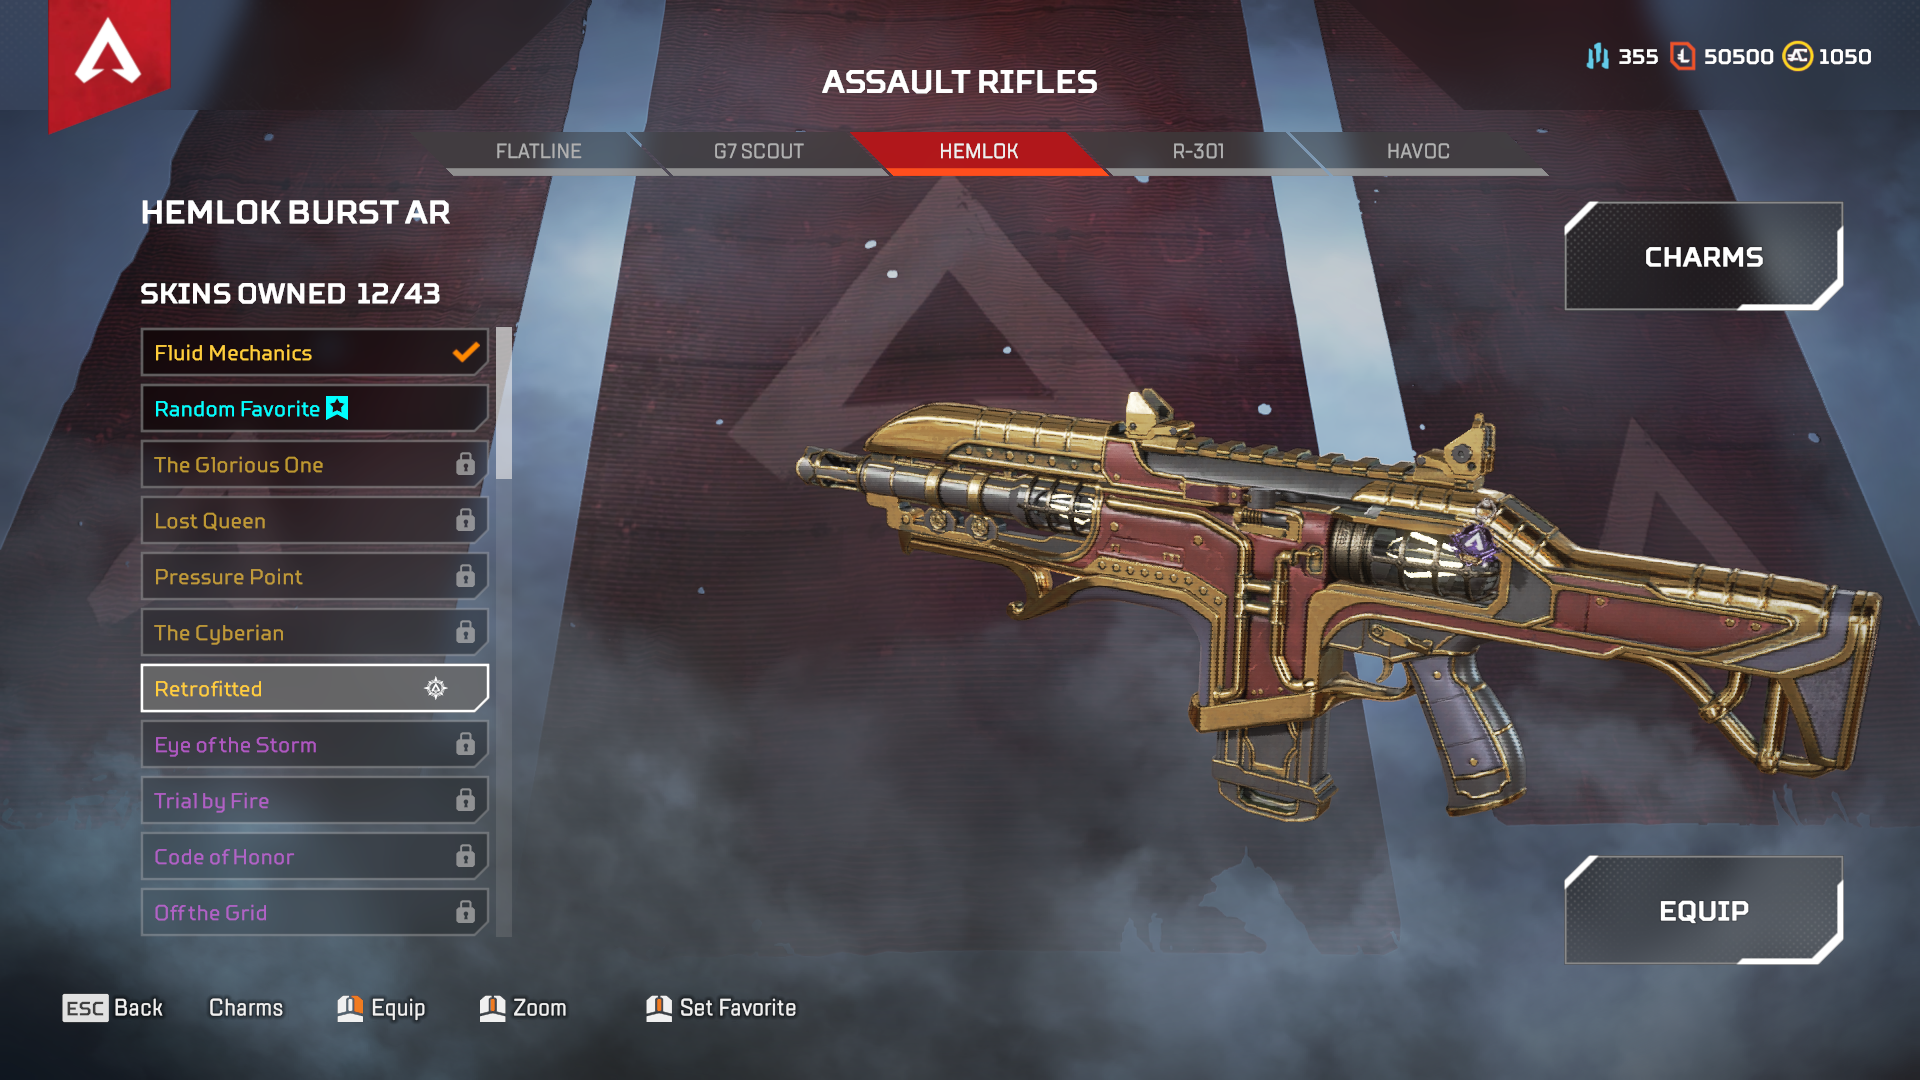 355 50500 1050
ASSAULT RIFLES
FLATLINE G7 SCOUT HEMLOK R-301 HAVOC
HEMLOK BURST AR
CHARMS
SKINS OWNED 12/43
Fluid Mechanics
Random Favorite
The Glorious One
Lost Queen
Pressure Point
The Cyberian
Retrofitted
Eye of the Storm
Trial by Fire
Code of Honor
Off the Grid
EQUIP
ESC Back Charms Equip Zoom Set Favorite